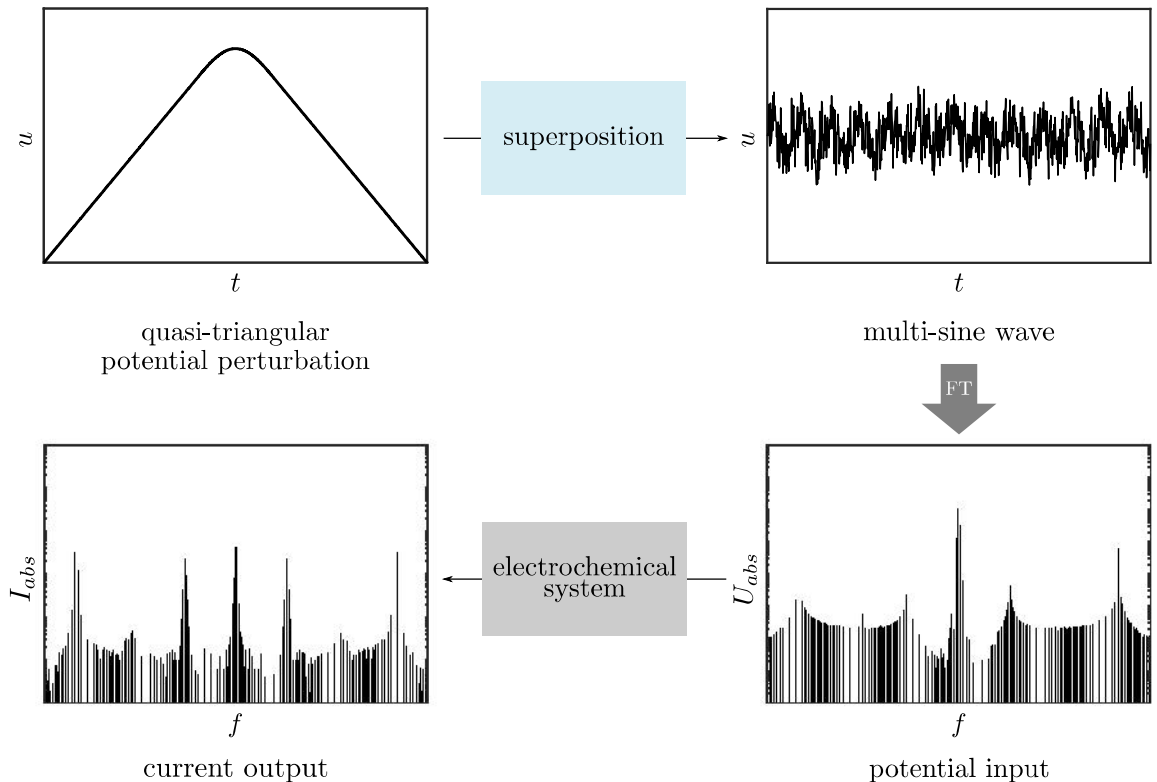 u
t
quasi-triangular
potential perturbation
superposition
u
t
multi-sine wave
FT
U_abs
f
potential input
electrochemical
system
I_abs
f
current output